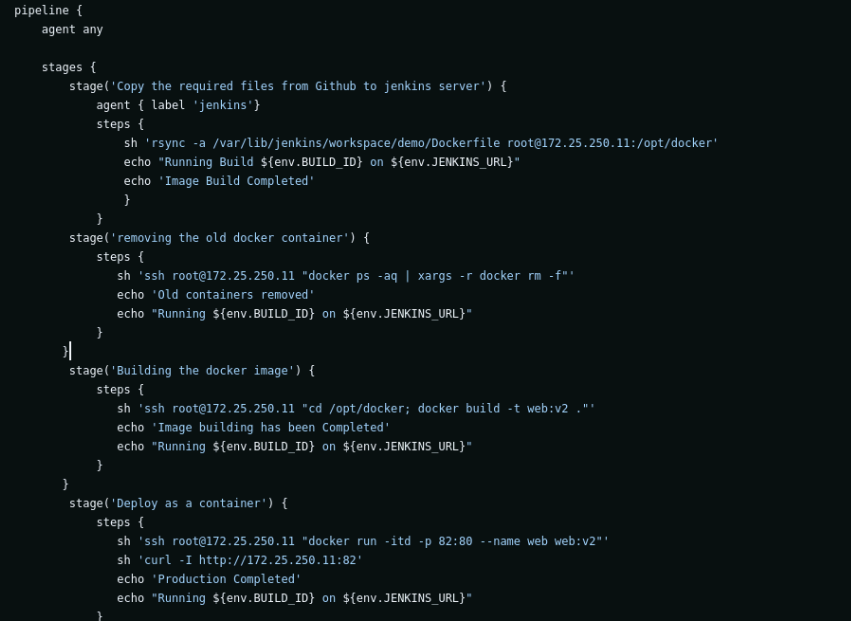 pipeline {
    agent any

    stages {
        stage('Copy the required files from Github to jenkins server') {
            agent { label 'jenkins'}
            steps {
                sh 'rsync -a /var/lib/jenkins/workspace/demo/Dockerfile root@172.25.250.11:/opt/docker'
                echo "Running Build ${env.BUILD_ID} on ${env.JENKINS_URL}"
                echo 'Image Build Completed'
                }
            }
        stage('removing the old docker container') {
            steps {
               sh 'ssh root@172.25.250.11 "docker ps -aq | xargs -r docker rm -f"'
               echo 'Old containers removed'
               echo "Running ${env.BUILD_ID} on ${env.JENKINS_URL}"
            }
       }
        stage('Building the docker image') {
            steps {
               sh 'ssh root@172.25.250.11 "cd /opt/docker; docker build -t web:v2 ."'
               echo 'Image building has been Completed'
               echo "Running ${env.BUILD_ID} on ${env.JENKINS_URL}"
            }
       }
        stage('Deploy as a container') {
            steps {
               sh 'ssh root@172.25.250.11 "docker run -itd -p 82:80 --name web web:v2"'
               sh 'curl -I http://172.25.250.11:82'
               echo 'Production Completed'
               echo "Running ${env.BUILD_ID} on ${env.JENKINS_URL}"
            }